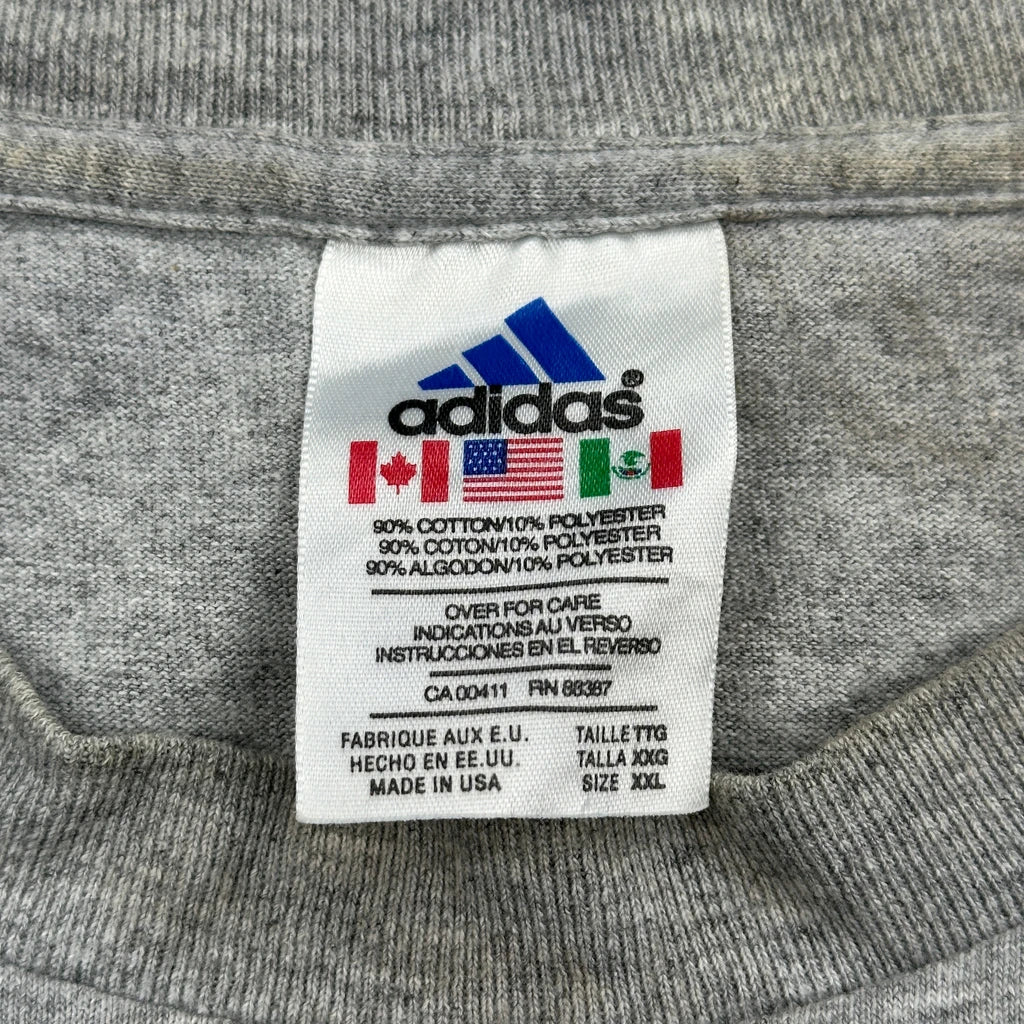 adidas®
90% COTTON/10% POLYESTER
90% COTON/10% POLYESTER
90% ALGODON/10% POLYESTER
OVER FOR CARE
INDICATIONS AU VERSO
INSTRUCCIONES EN EL REVERSO
CA 00411 RN 88387
FABRIQUE AUX E.U. TAILLE TTG
HECHO EN EE.UU. TALLA XXG
MADE IN USA SIZE XXL